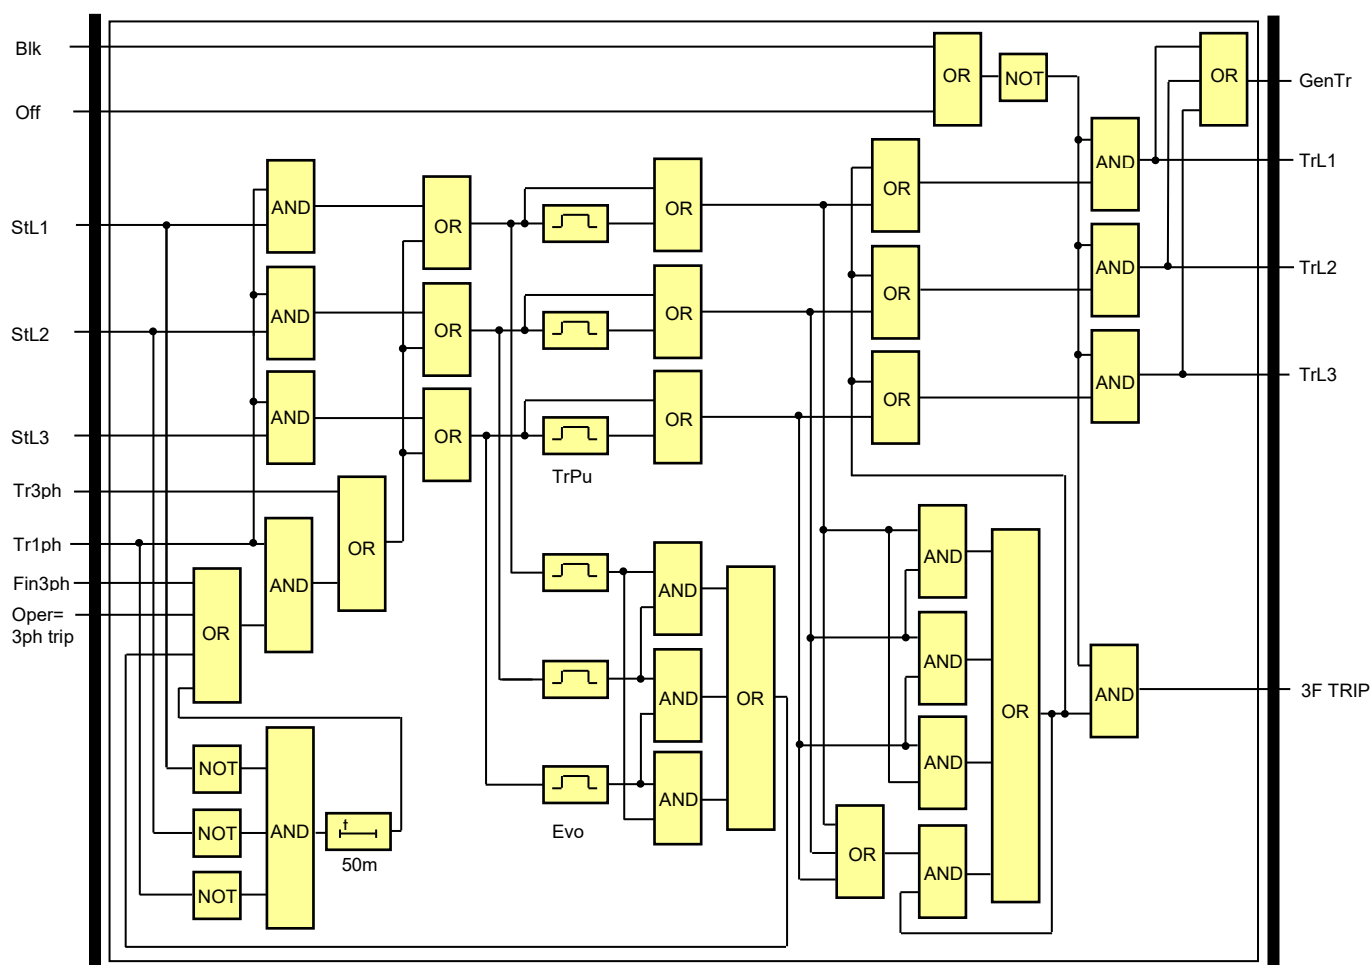 Blk
OR
NOT
OR
GenTr
Off
AND
TrL1
AND
OR
OR
OR
StL1
AND
OR
AND
TrL2
OR
OR
StL2
AND
OR
AND
TrL3
OR
OR
StL3
TrPu
Tr3ph
OR
Tr1ph
AND
AND
Fin3ph
AND
OR
Oper=
3ph trip
OR
AND
AND
OR
AND
3F TRIP
OR
NOT
AND
AND
NOT
AND
Evo
50m
OR
AND
NOT